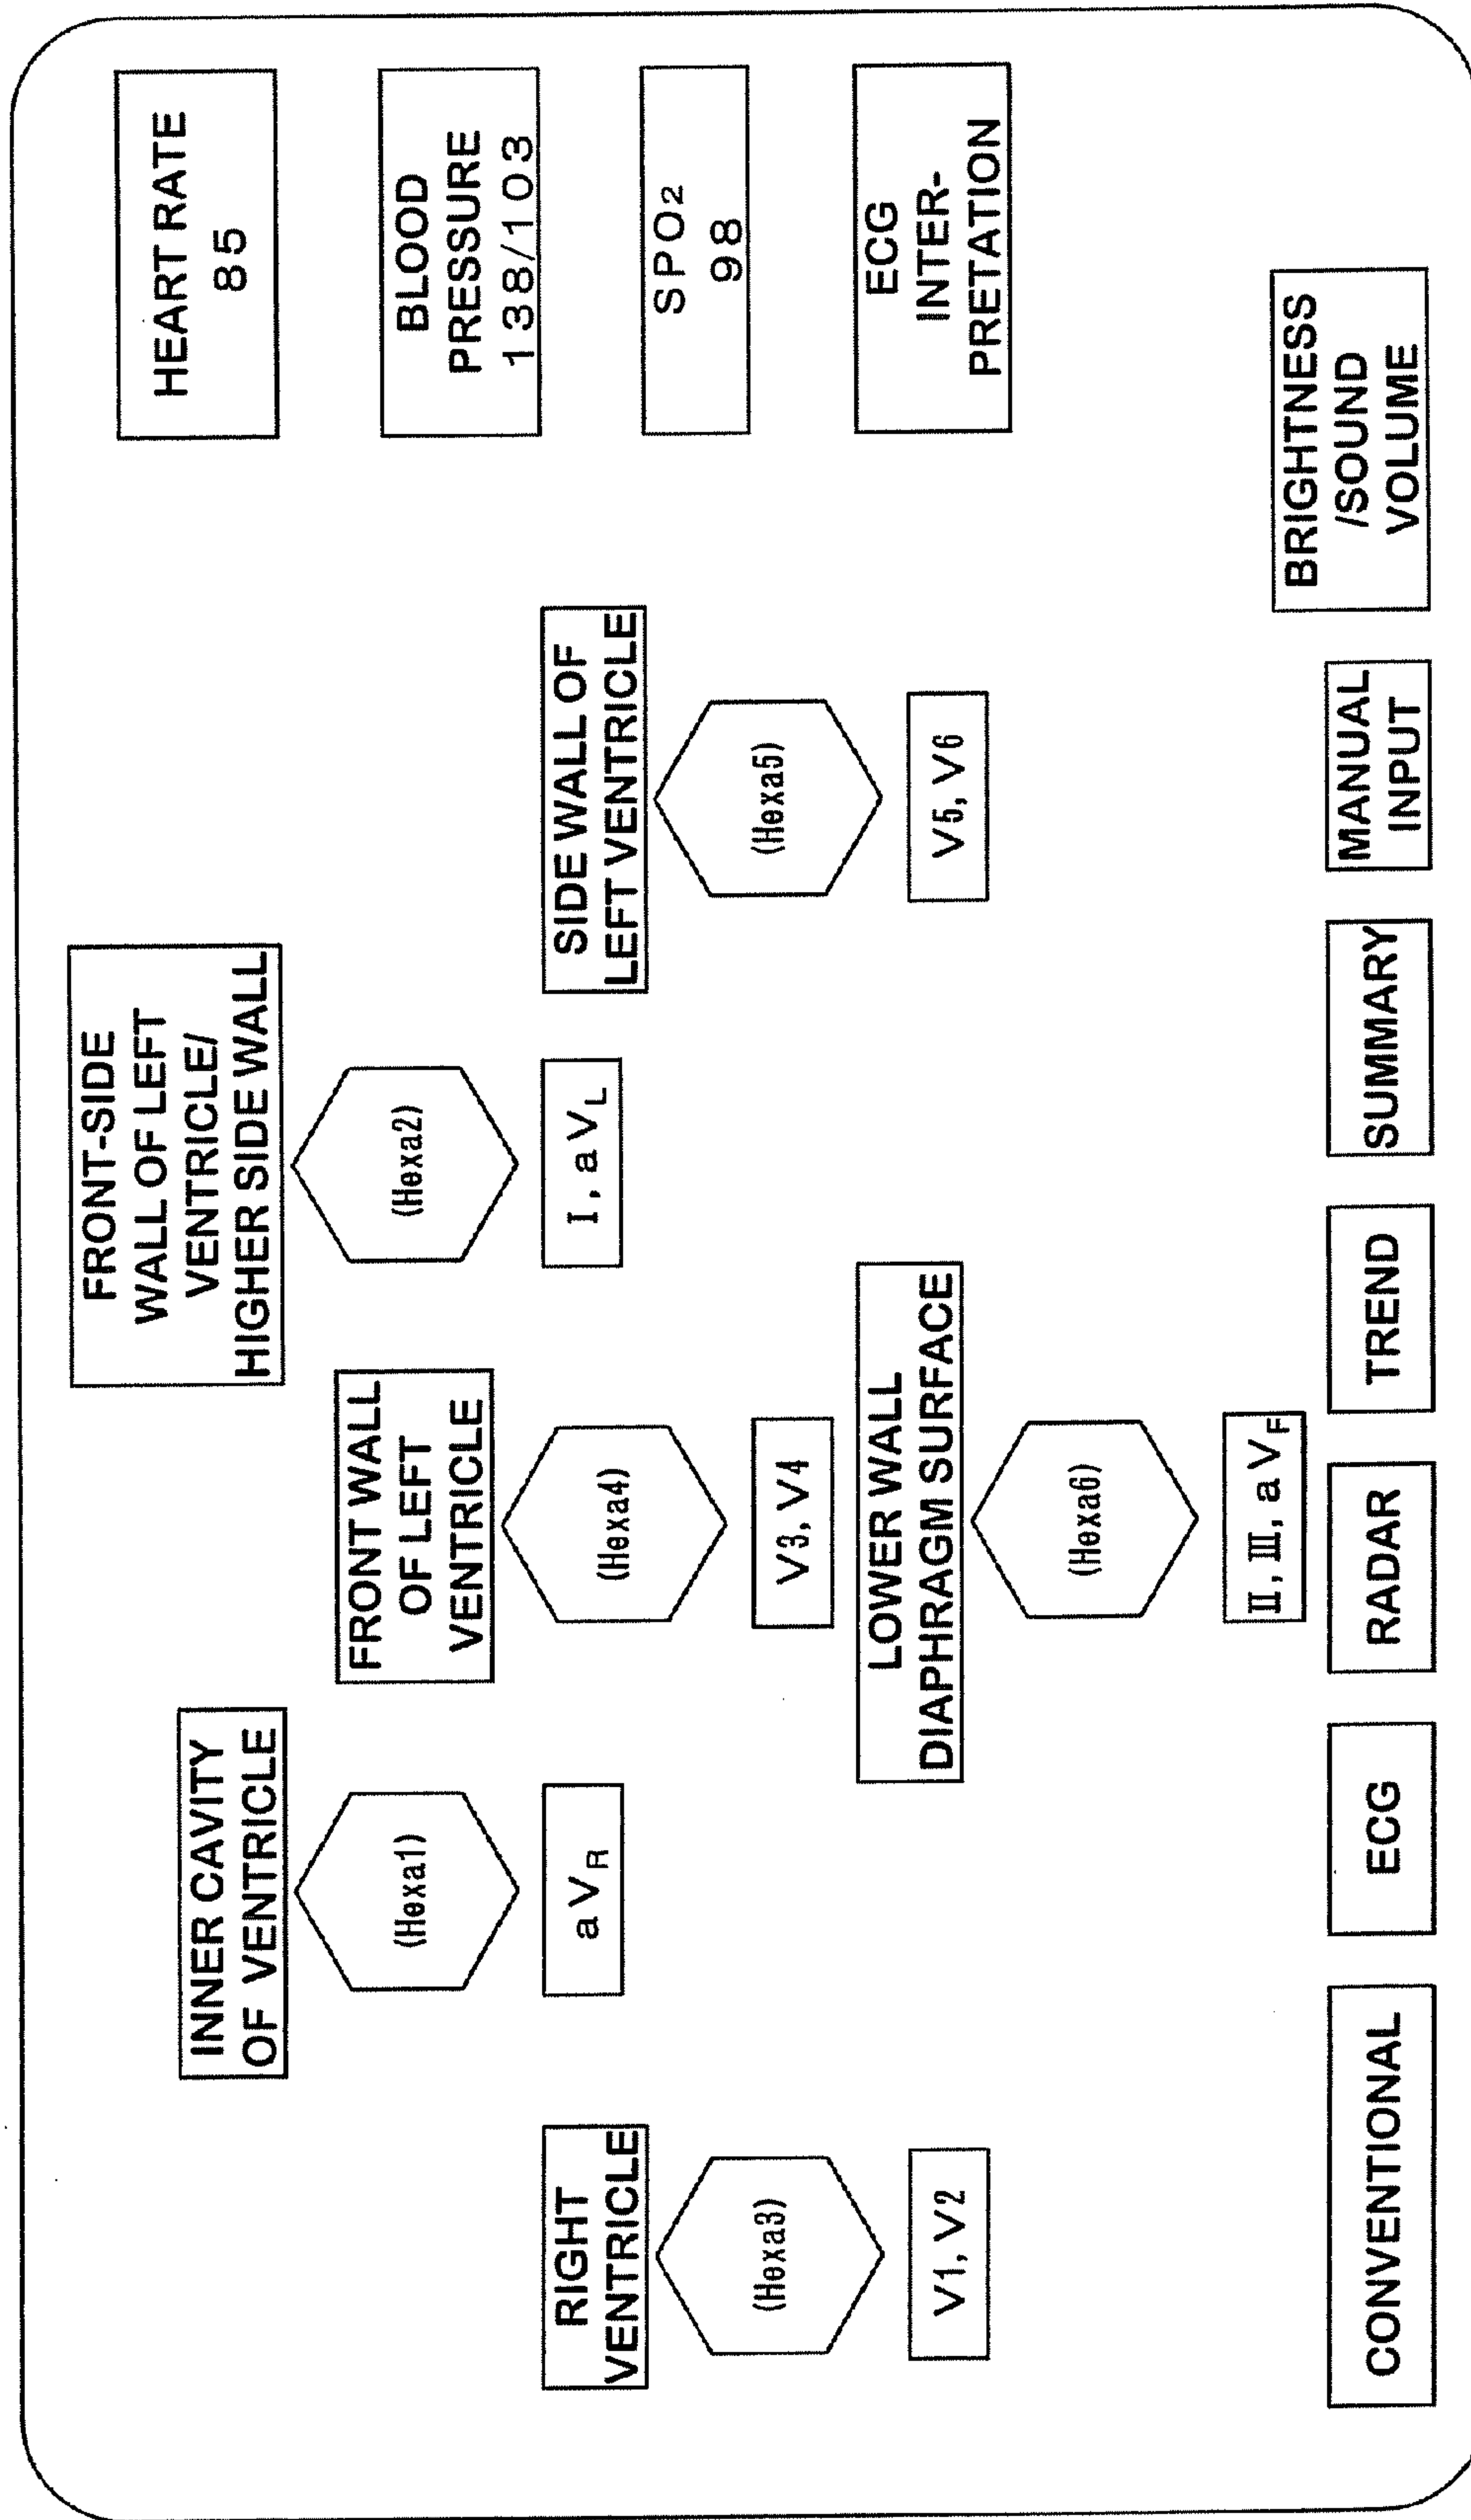 FRONT-SIDE
WALL OF LEFT
VENTRICLE/
HIGHER SIDE WALL
(Hexa2)
I, aVL
INNER CAVITY
OF VENTRICLE
(Hexa1)
aVR
FRONT WALL
OF LEFT
VENTRICLE
(Hexa4)
V3, V4
RIGHT
VENTRICLE
(Hexa3)
V1, V2
SIDE WALL OF
LEFT VENTRICLE
(Hexa5)
V5, V6
LOWER WALL
DIAPHRAGM SURFACE
(Hexa6)
II, III, aVF
HEART RATE
85
BLOOD
PRESSURE
138/103
SPO2
98
ECG
INTER-
PRETATION
CONVENTIONAL
ECG
RADAR
TREND
SUMMARY
MANUAL
INPUT
BRIGHTNESS
/SOUND
VOLUME